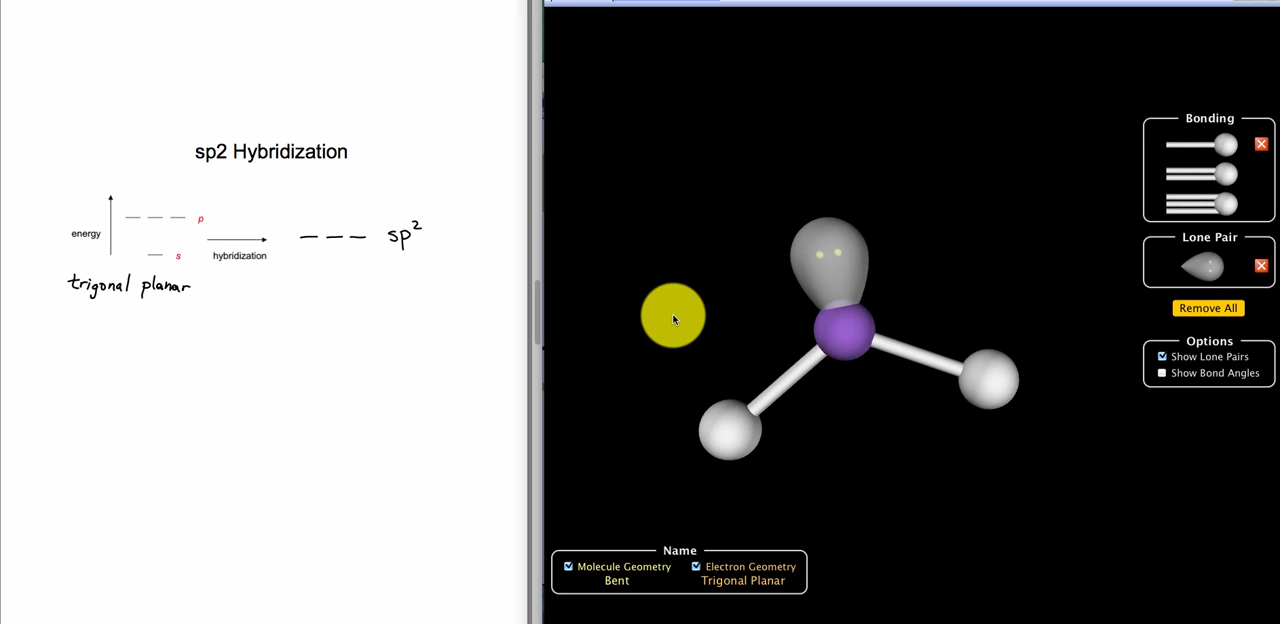 sp2 Hybridization
p
energy
s
hybridization
sp²
trigonal planar
Bonding
Lone Pair
Remove All
Options
Show Lone Pairs
Show Bond Angles
Name
Molecule Geometry Electron Geometry
Bent Trigonal Planar